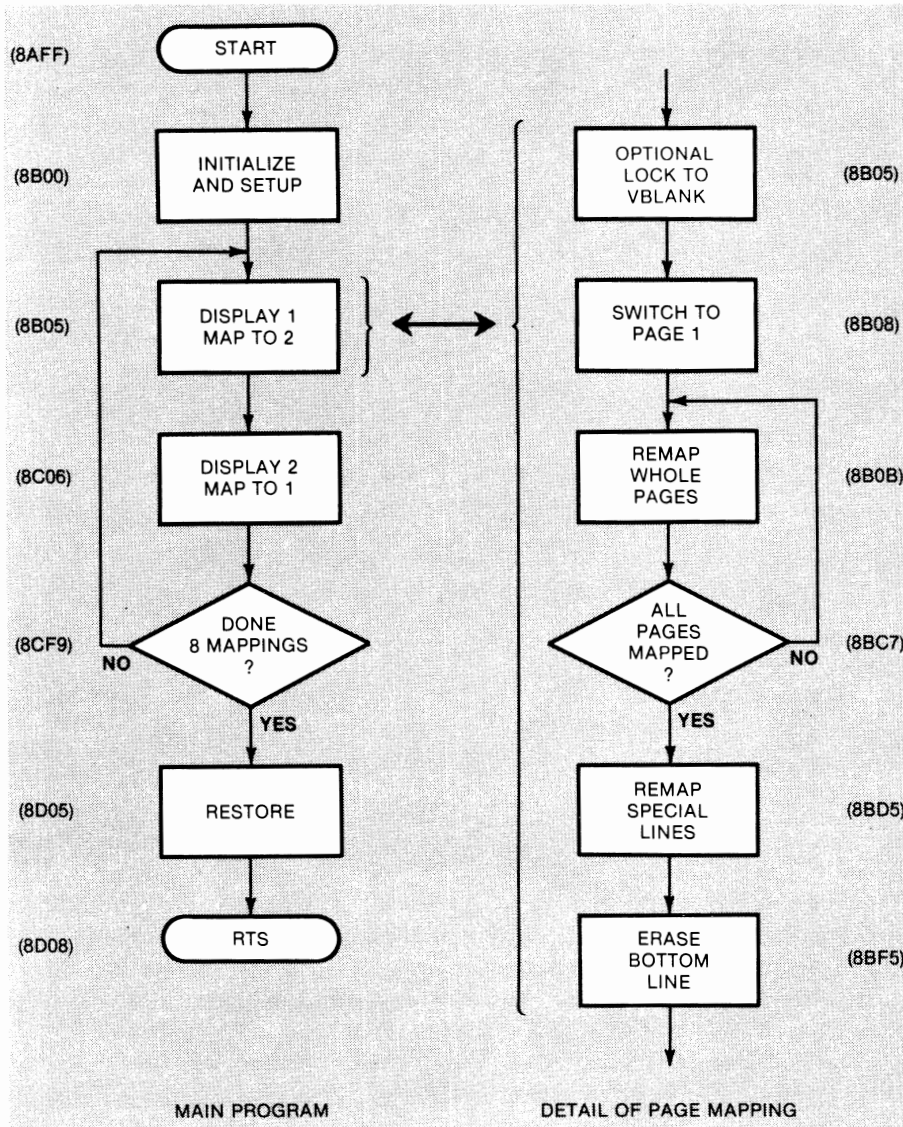 (8AFF)
START
(8B00)
INITIALIZE
AND SETUP
(8B05)
DISPLAY 1
MAP TO 2
(8C06)
DISPLAY 2
MAP TO 1
(8CF9)
DONE
8 MAPPINGS
?
NO
YES
(8D05)
RESTORE
(8D08)
RTS
MAIN PROGRAM
OPTIONAL
LOCK TO
VBLANK
(8B05)
SWITCH TO
PAGE 1
(8B08)
REMAP
WHOLE
PAGES
(8B0B)
ALL
PAGES
MAPPED
?
NO
(8BC7)
YES
REMAP
SPECIAL
LINES
(8BD5)
ERASE
BOTTOM
LINE
(8BF5)
DETAIL OF PAGE MAPPING